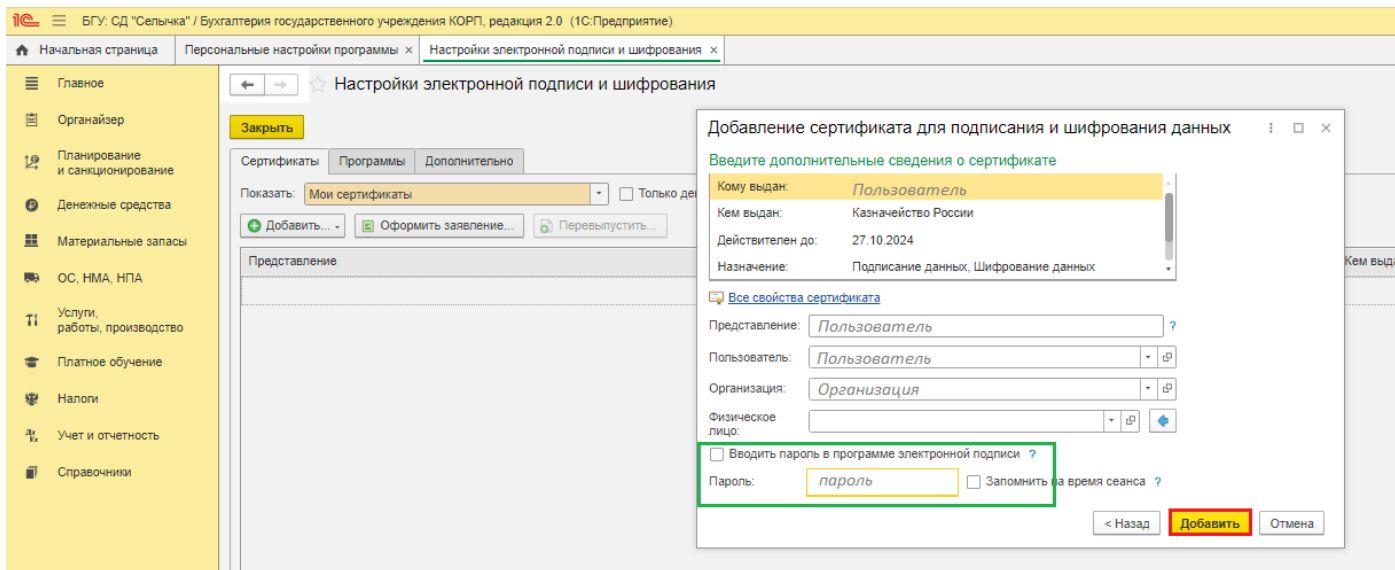 1С БГУ: СД "Селычка" / Бухгалтерия государственного учреждения КОРП, редакция 2.0 (1С:Предприятие)
Начальная страница Персональные настройки программы × Настройки электронной подписи и шифрования ×
Главное
Органайзер
Планирование
и санкционирование
Денежные средства
Материальные запасы
ОС, НМА, НПА
Услуги,
работы, производство
Платное обучение
Налоги
Учет и отчетность
Справочники
Настройки электронной подписи и шифрования
Закрыть
Сертификаты Программы Дополнительно
Показать: Мои сертификаты Только де
Добавить... Оформить заявление... Перевыпустить...
Представление
Кем выда
Добавление сертификата для подписания и шифрования данных
Введите дополнительные сведения о сертификате
Кому выдан: Пользователь
Кем выдан: Казначейство России
Действителен до: 27.10.2024
Назначение: Подписание данных, Шифрование данных
Все свойства сертификата
Представление: Пользователь ?
Пользователь: Пользователь
Организация: Организация
Физическое
лицо:
Вводить пароль в программе электронной подписи ?
Пароль: пароль Запомнить на время сеанса ?
< Назад Добавить Отмена